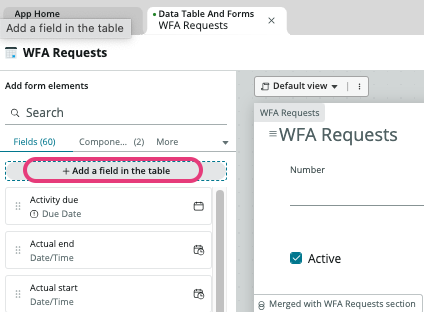 App Home
Data Table And Forms
WFA Requests
Add a field in the table
WFA Requests
Add form elements
Search
Fields (60)
Compone... (2)
More
+ Add a field in the table
Activity due
Due Date
Actual end
Date/Time
Actual start
Date/Time
Default view
WFA Requests
WFA Requests
Number
Active
Merged with WFA Requests section